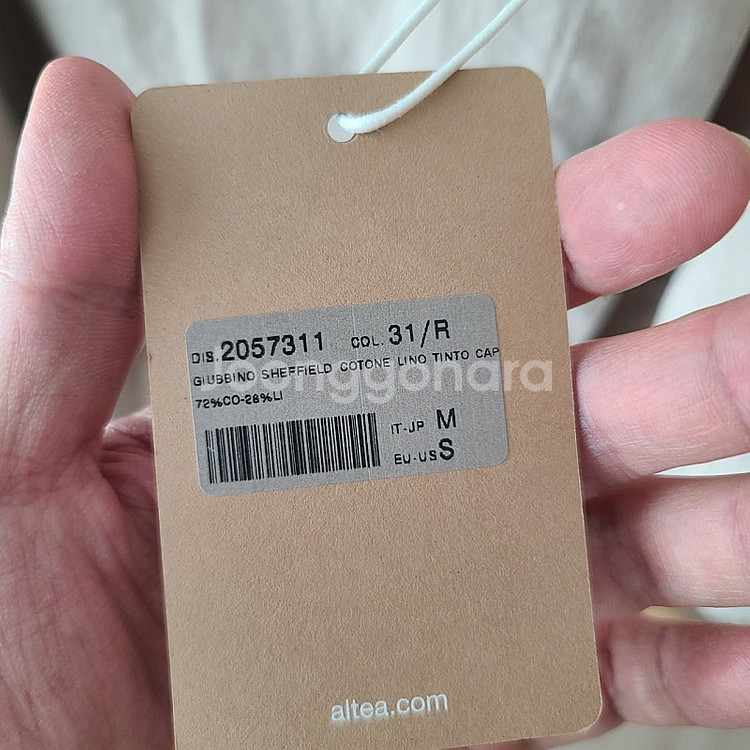 DIS.2057311 COL. 31/R
GIUBBINO SHEFFIELD COTONE LINO TINTO CAP
72%CO-28%LI
IT-JP M
EU-US S
Joonggonara
altea.com